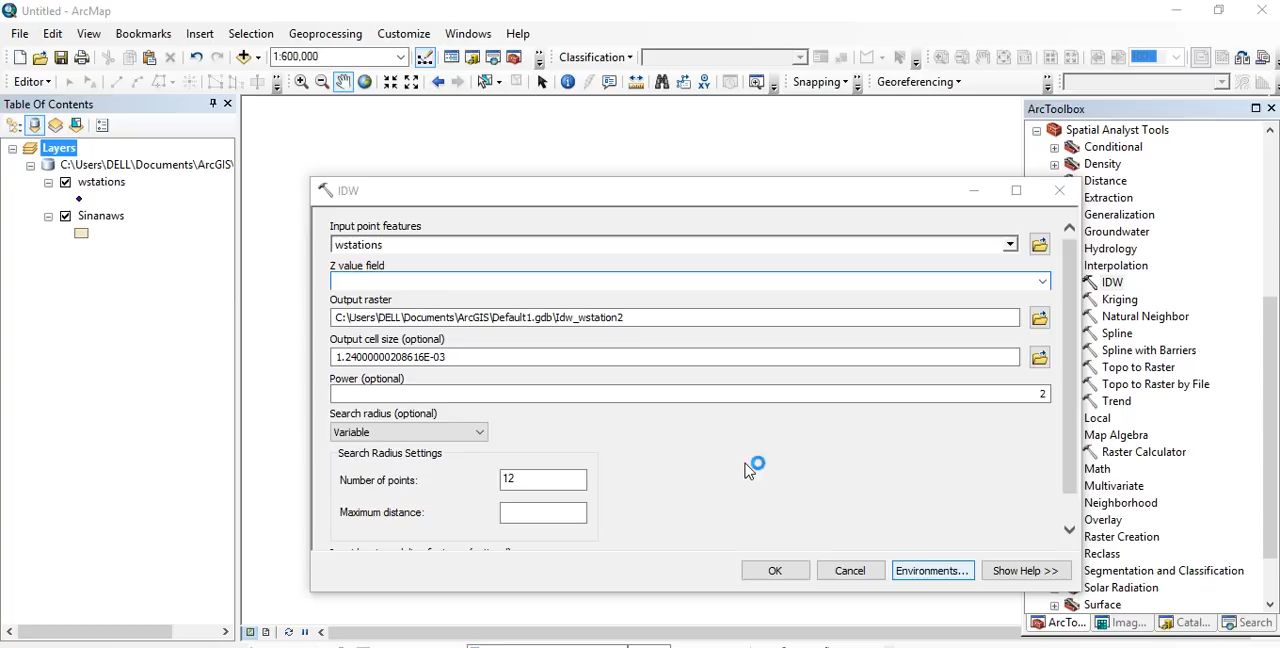 Untitled - ArcMap
File Edit View Bookmarks Insert Selection Geoprocessing Customize Windows Help
1:600,000
Classification
Editor
Snapping
Georeferencing
Table Of Contents
Layers
C:\Users\DELL\Documents\ArcGIS\
wstations
Sinanaws
IDW
Input point features
wstations
Z value field
Output raster
C:\Users\DELL\Documents\ArcGIS\Default1.gdb\Idw_wstation2
Output cell size (optional)
1.24000000208616E-03
Power (optional)
2
Search radius (optional)
Variable
Search Radius Settings
Number of points:
12
Maximum distance:
OK Cancel Environments... Show Help >>
ArcToolbox
Spatial Analyst Tools
Conditional
Density
Distance
Extraction
Generalization
Groundwater
Hydrology
Interpolation
IDW
Kriging
Natural Neighbor
Spline
Spline with Barriers
Topo to Raster
Topo to Raster by File
Trend
Local
Map Algebra
Raster Calculator
Math
Multivariate
Neighborhood
Overlay
Raster Creation
Reclass
Segmentation and Classification
Solar Radiation
Surface
ArcTo... Imag... Catal... Search